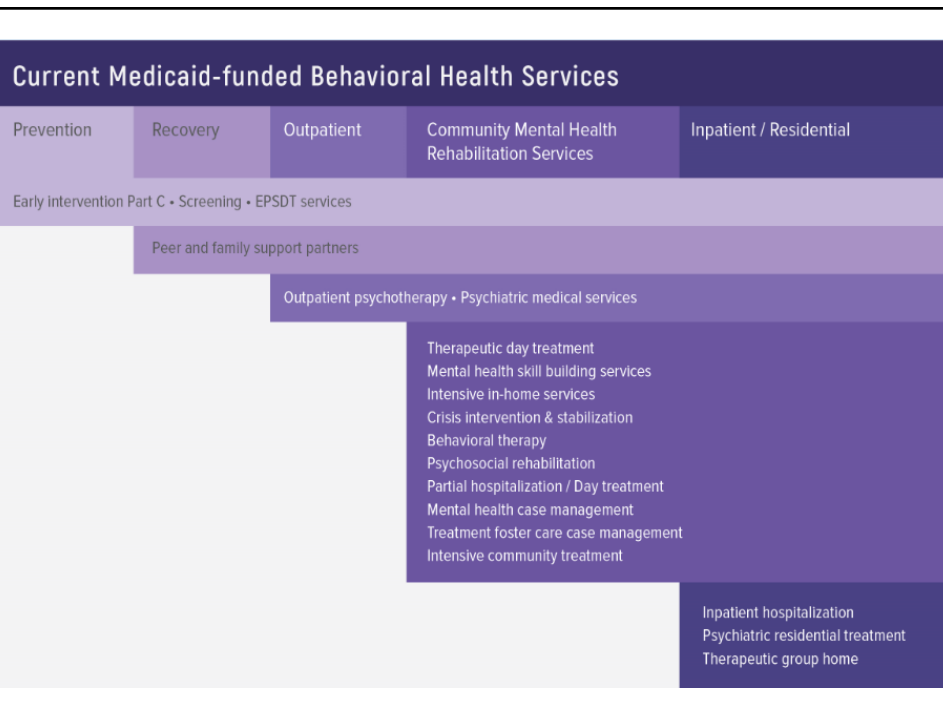 Current Medicaid-funded Behavioral Health Services
Prevention
Recovery
Outpatient
Community Mental Health
Rehabilitation Services
Inpatient / Residential
Early intervention Part C • Screening • EPSDT services
Peer and family support partners
Outpatient psychotherapy • Psychiatric medical services
Therapeutic day treatment
Mental health skill building services
Intensive in-home services
Crisis intervention & stabilization
Behavioral therapy
Psychosocial rehabilitation
Partial hospitalization / Day treatment
Mental health case management
Treatment foster care case management
Intensive community treatment
Inpatient hospitalization
Psychiatric residential treatment
Therapeutic group home